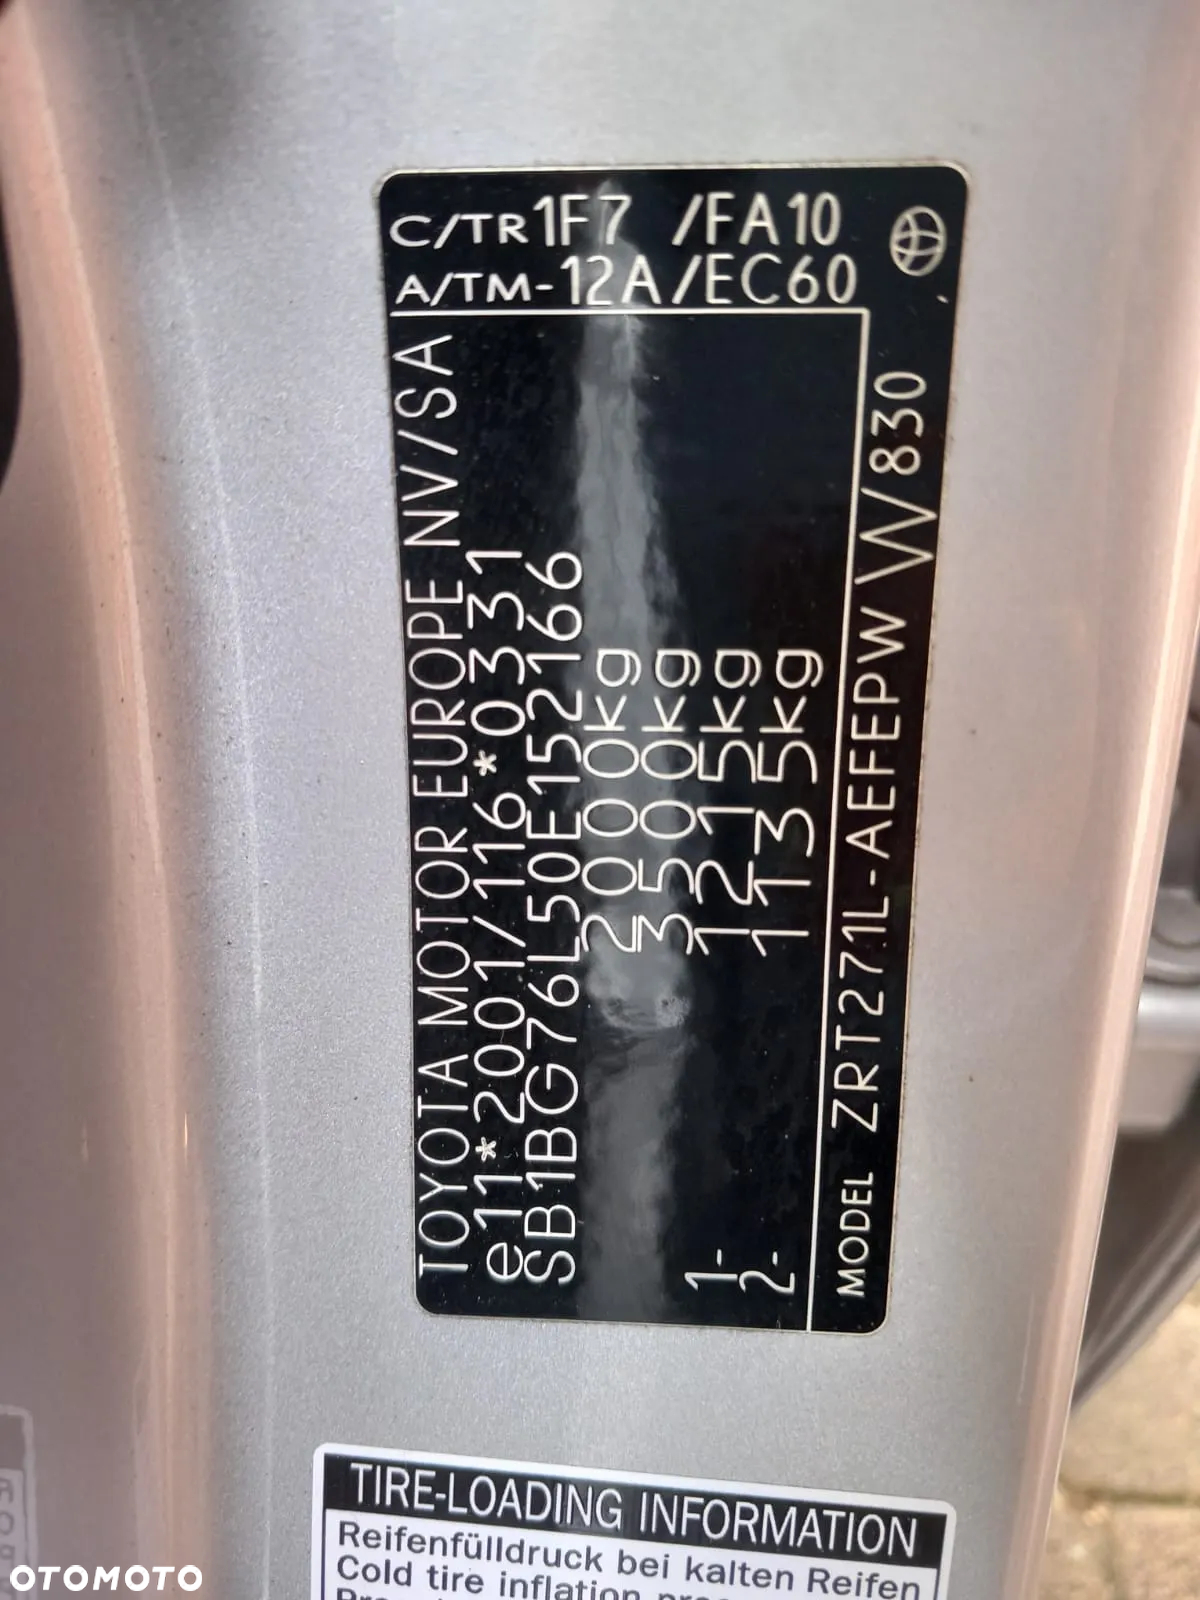 C/TR 1F7 /FA10
A/TM -12A/EC60
TOYOTA MOTOR EUROPE NV/SA
e11*2001/116*0331
SB1BG76L50E152166
2000kg
3500kg
1- 1215kg
2- 1135kg
MODEL ZRT271L-AEFEPW W830
TIRE-LOADING INFORMATION
Reifenfülldruck bei kalten Reifen
Cold tire inflation
OTOMOTO